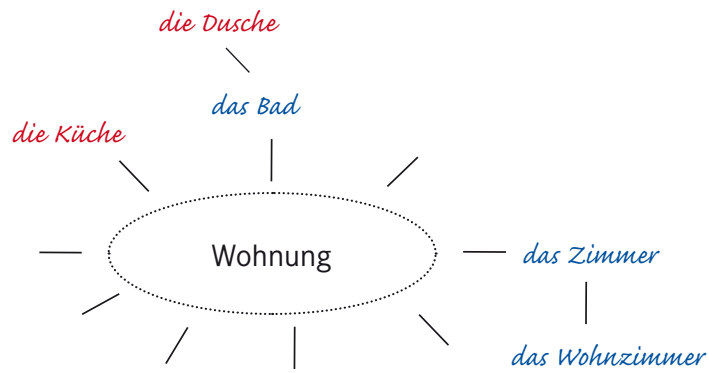 die Dusche
das Bad
die Küche
Wohnung
das Zimmer
das Wohnzimmer